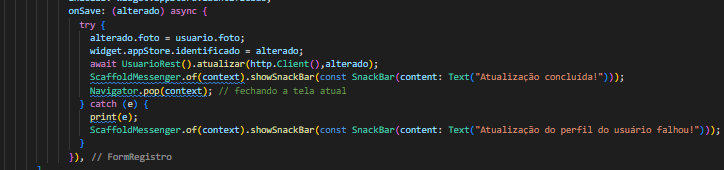 onSave: (alterado) async {
try {
alterado.foto = usuario.foto;
widget.appStore.identificado = alterado;
await UsuarioRest().atualizar(http.Client(),alterado);
ScaffoldMessenger.of(context).showSnackBar(const SnackBar(content: Text("Atualização concluída!")));
Navigator.pop(context); // fechando a tela atual
} catch (e) {
print(e);
ScaffoldMessenger.of(context).showSnackBar(const SnackBar(content: Text("Atualização do perfil do usuário falhou!")));
}
}), // FormRegistro